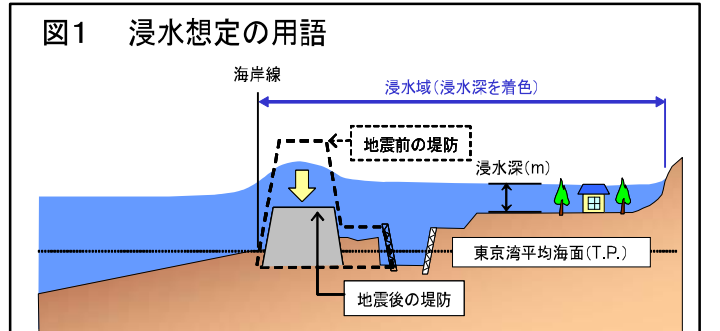 図1 浸水想定の用語
海岸線
浸水域(浸水深を着色)
地震前の堤防
浸水深(m)
東京湾平均海面(T.P.)
地震後の堤防